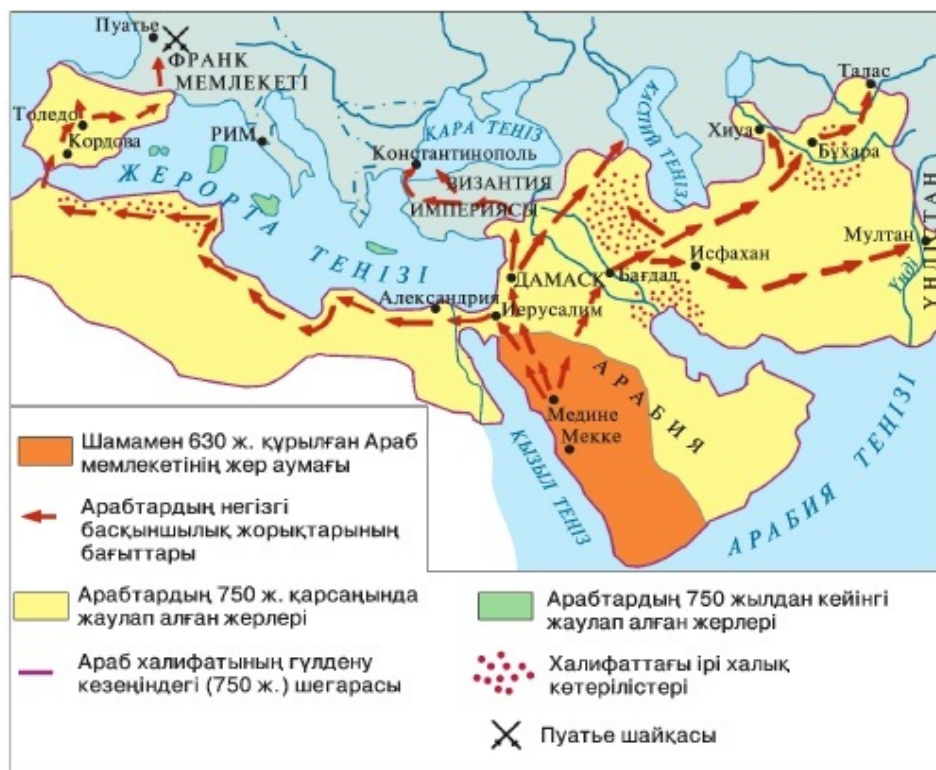 Пуатье
ФРАНК
МЕМЛЕКЕТІ
Талас
Толедо
Кордова
РИМ
ҚАРА ТЕҢІЗ
КАСПИЙ ТЕҢІЗІ
Хиуа
Бұхара
Константинополь
ВИЗАНТИЯ
ИМПЕРИЯСЫ
ЖЕРОРТА
ТЕҢІЗІ
Мултан
Үнді
ҮНДІСТАН
Исфахан
ДАМАСК
Бағдад
Александрия
Иерусалим
АРАБИЯ
Медине
Мекке
ҚЫЗЫЛ ТЕҢІЗ
АРАБИЯ ТЕҢІЗІ
Шамамен 630 ж. құрылған Араб
мемлекетінің жер аумағы
Арабтардың негізгі
басқыншылық жорықтарының
бағыттары
Арабтардың 750 ж. қарсаңында
жаулап алған жерлері
Араб халифатының гүлдену
кезеңіндегі (750 ж.) шегарасы
Арабтардың 750 жылдан кейінгі
жаулап алған жерлері
Халифаттағы ірі халық
көтерілістері
Пуатье шайқасы